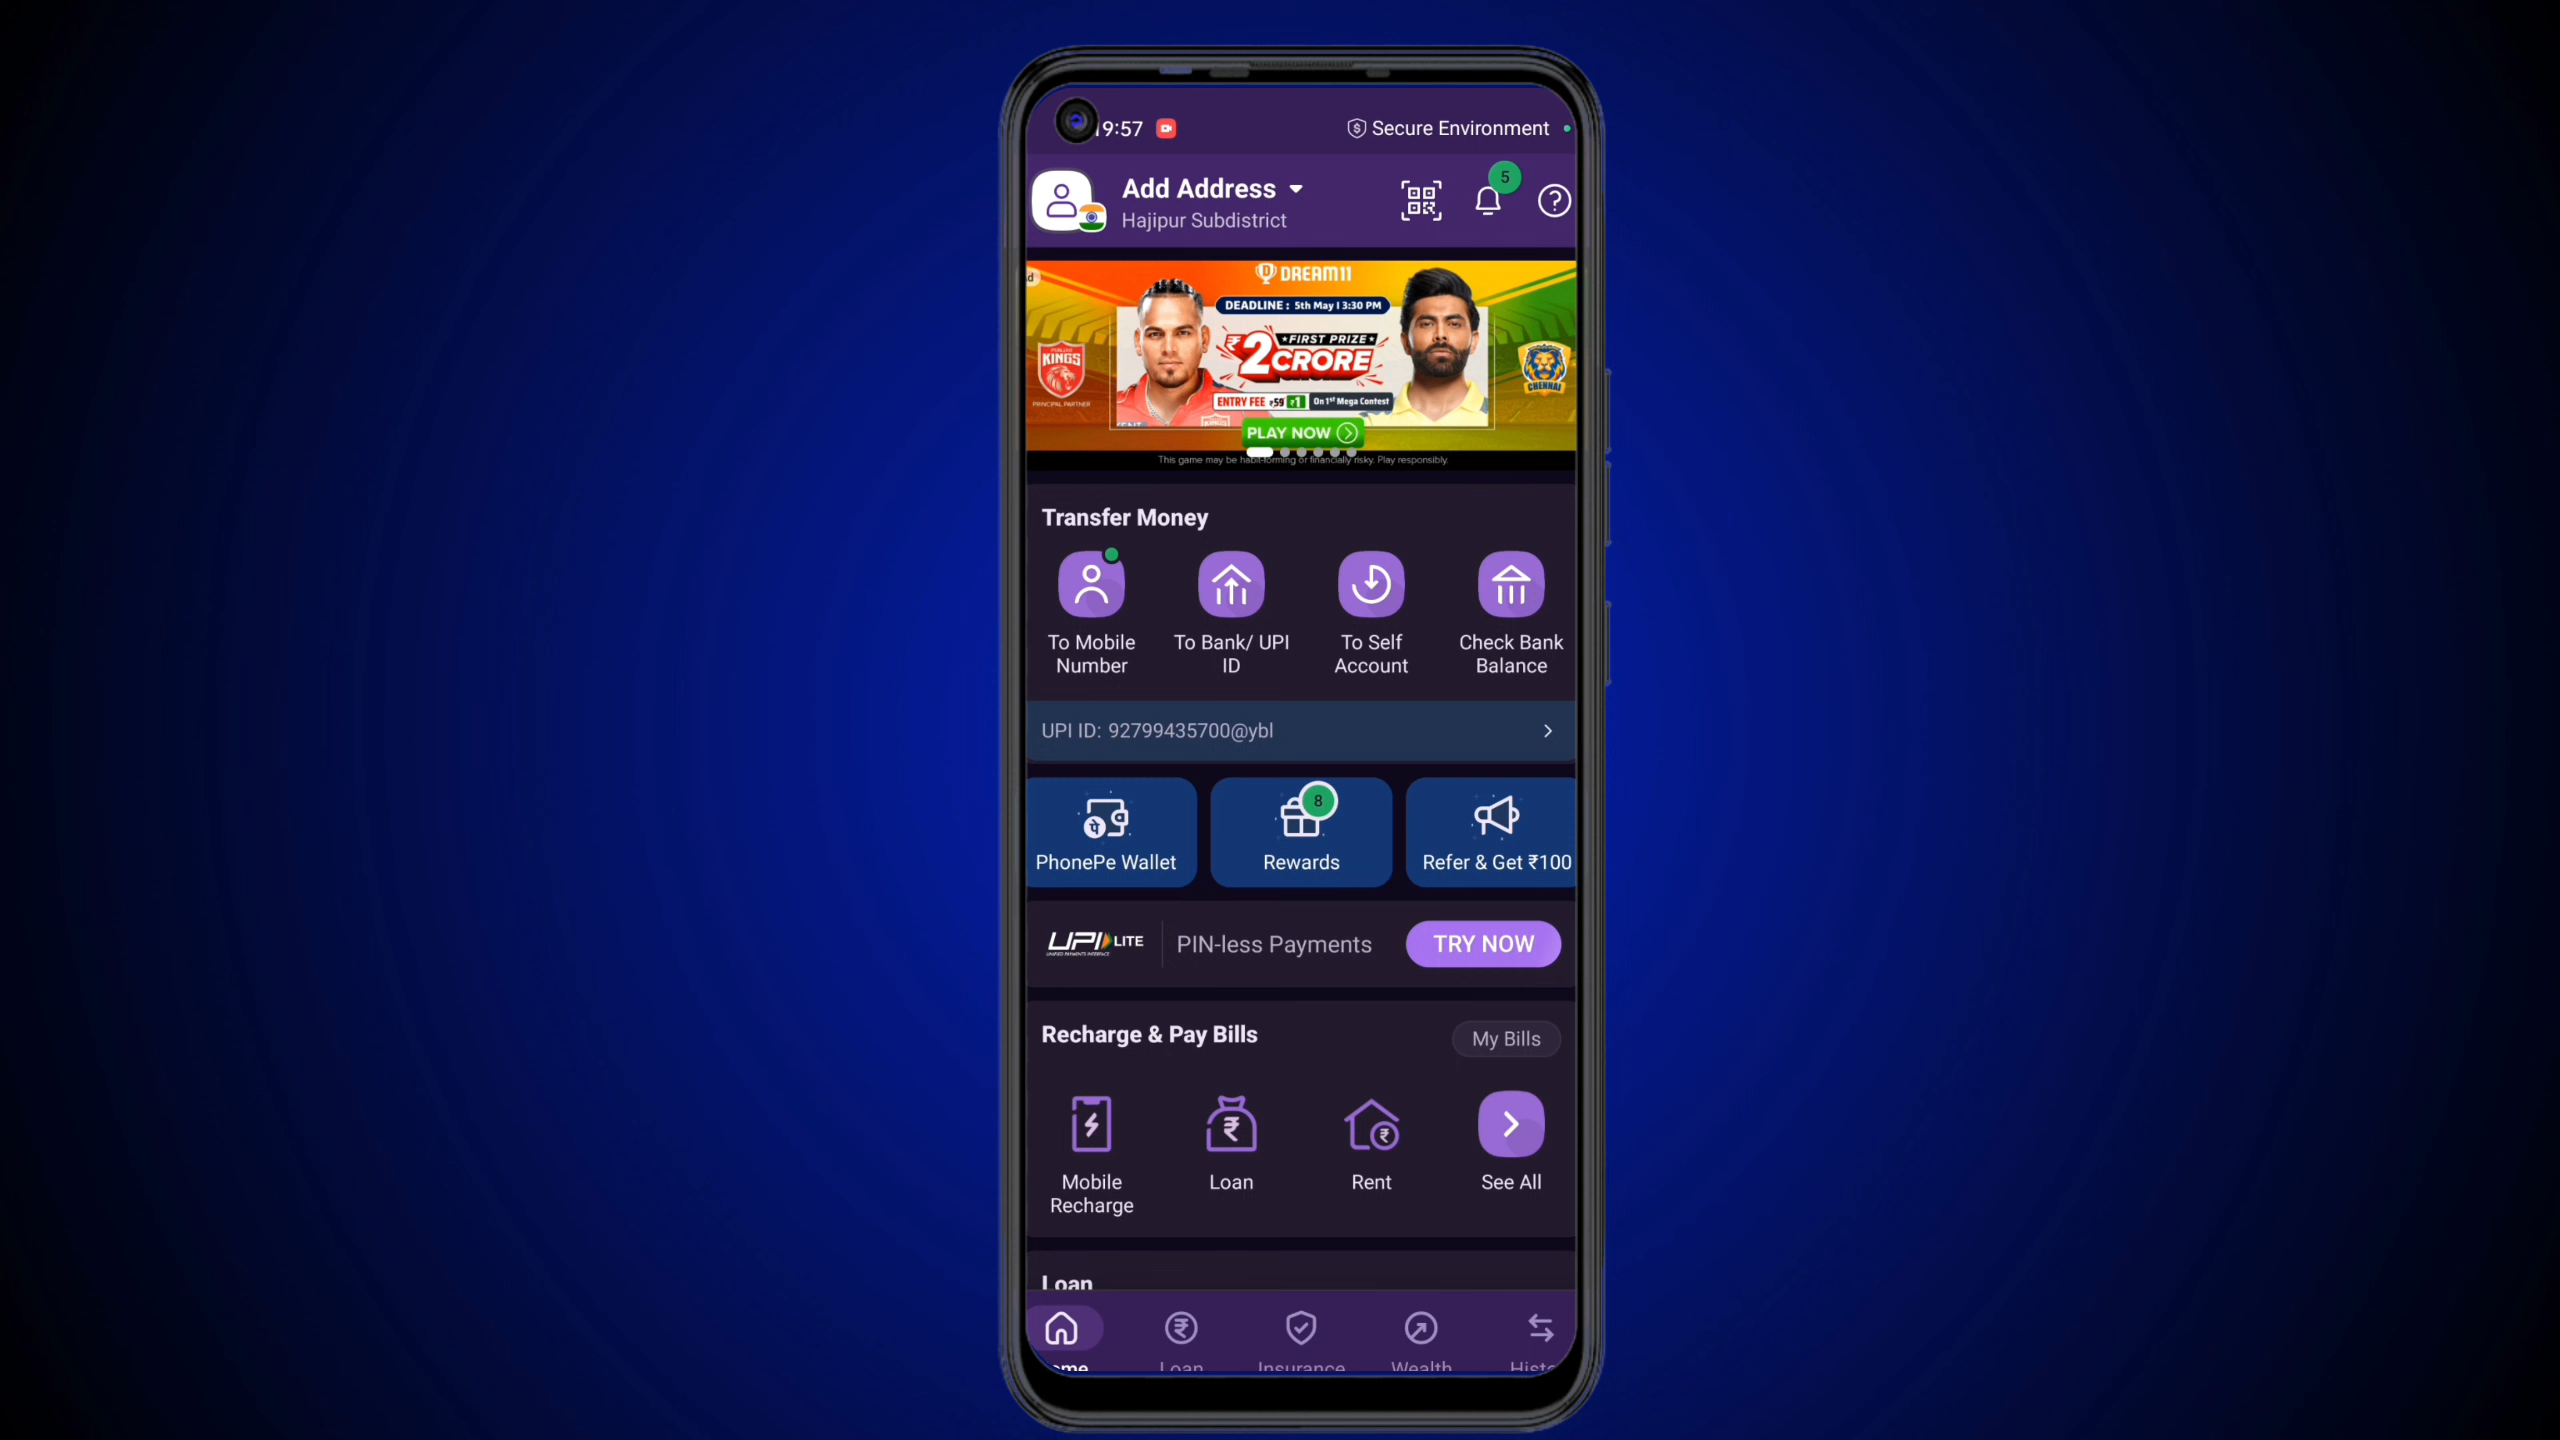 19:57
Secure Environment
Add Address
Hajipur Subdistrict
5
DREAM11
DEADLINE : 5th May I 3:30 PM
FIRST PRIZE
₹2 CRORE
ENTRY FEE ₹59 ₹1 On 1st Mega Contest
PLAY NOW
PUNJAB
KINGS
PRINCIPAL PARTNER
CHENNAI
This game may be habit-forming or financially risky. Play responsibly.
Transfer Money
To Mobile
Number
To Bank/ UPI
ID
To Self
Account
Check Bank
Balance
UPI ID: 92799435700@ybl
PhonePe Wallet
8
Rewards
Refer & Get ₹100
UPI LITE
UNIFIED PAYMENTS INTERFACE
PIN-less Payments
TRY NOW
Recharge & Pay Bills
My Bills
Mobile
Recharge
Loan
Rent
See All
Loan
Loan
Insurance
Wealth